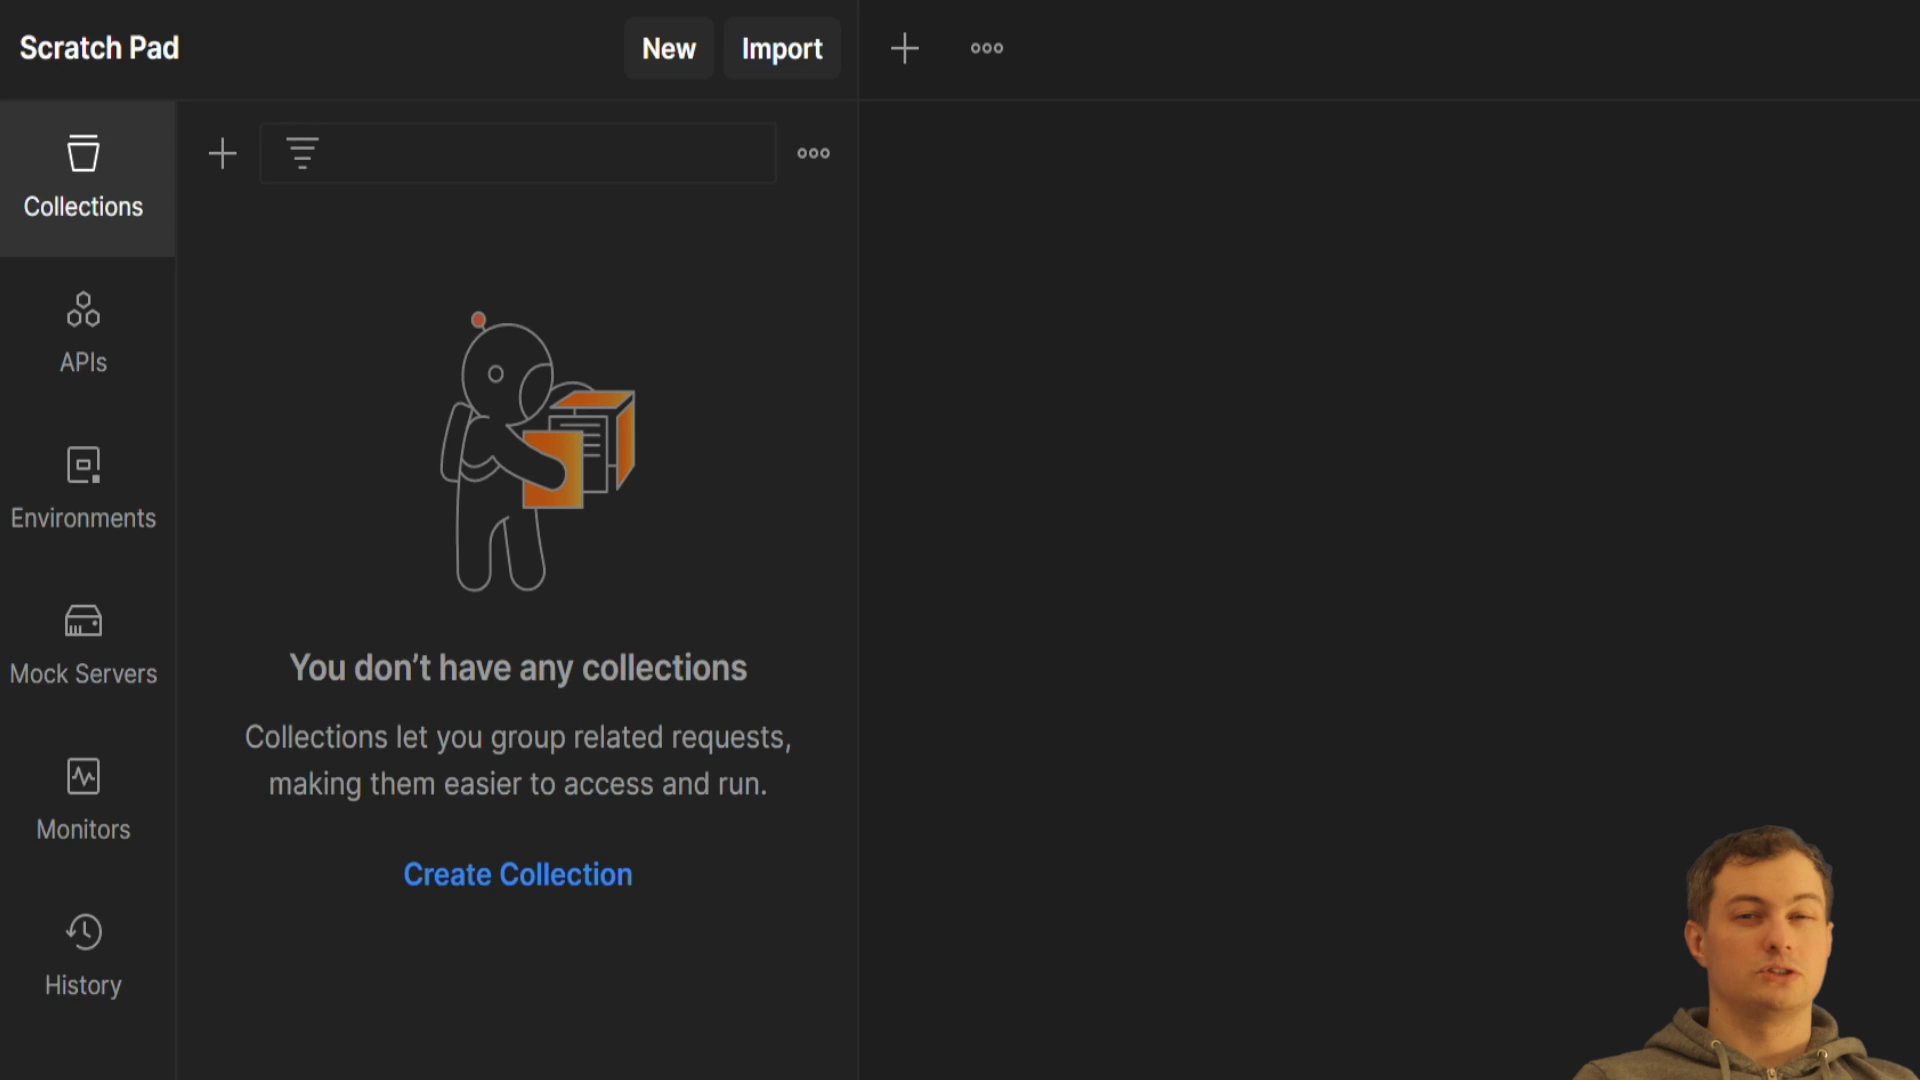 Scratch Pad
New
Import
Collections
APIs
Environments
Mock Servers
Monitors
History
You don’t have any collections
Collections let you group related requests,
making them easier to access and run.
Create Collection